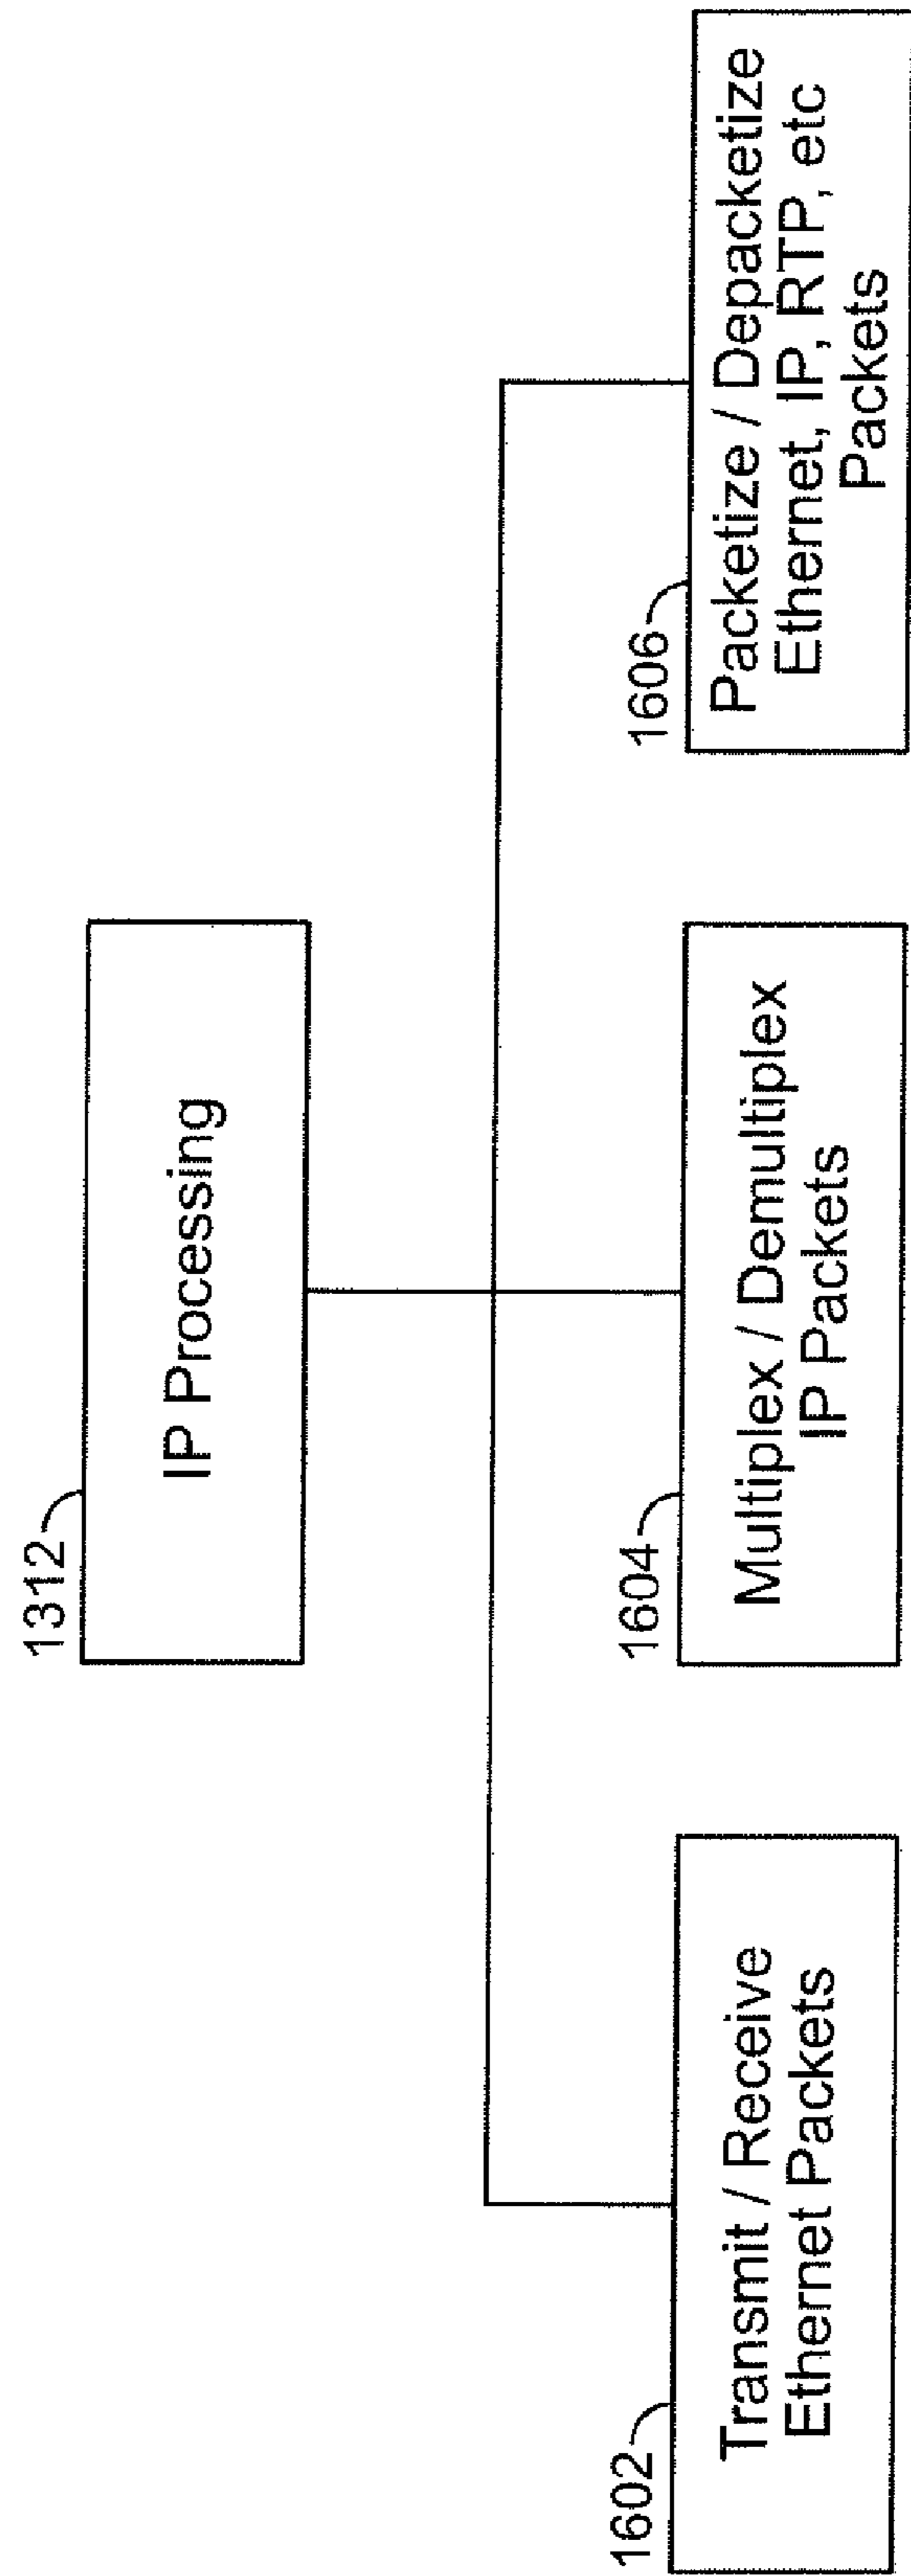 1312
IP Processing
1602
Transmit / Receive
Ethernet Packets
1604
Multiplex / Demultiplex
IP Packets
1606
Packetize / Depacketize
Ethernet, IP, RTP, etc
Packets